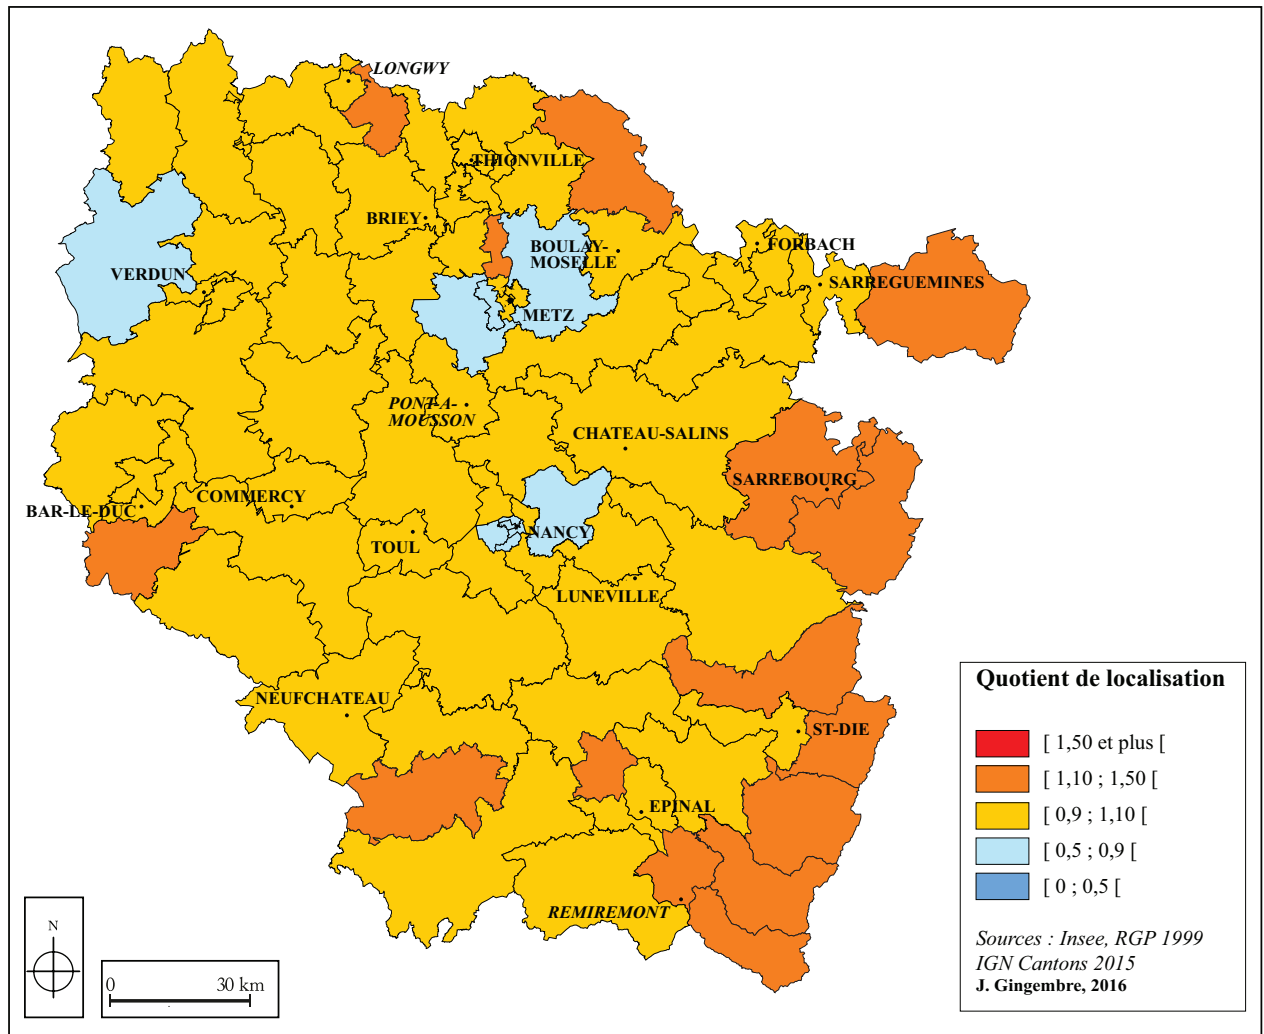 LONGWY
THIONVILLE
BRIEY
BOULAY-
MOSELLE
FORBACH
VERDUN
SARREGUEMINES
METZ
PONT-A-
MOUSSON
CHATEAU-SALINS
SARREBOURG
COMMERCY
BAR-LE-DUC
NANCY
TOUL
LUNEVILLE
NEUFCHATEAU
ST-DIE
EPINAL
REMIREMONT
Quotient de localisation
[ 1,50 et plus [
[ 1,10 ; 1,50 [
[ 0,9 ; 1,10 [
[ 0,5 ; 0,9 [
[ 0 ; 0,5 [
Sources : Insee, RGP 1999
IGN Cantons 2015
J. Gingembre, 2016
N
0 30 km